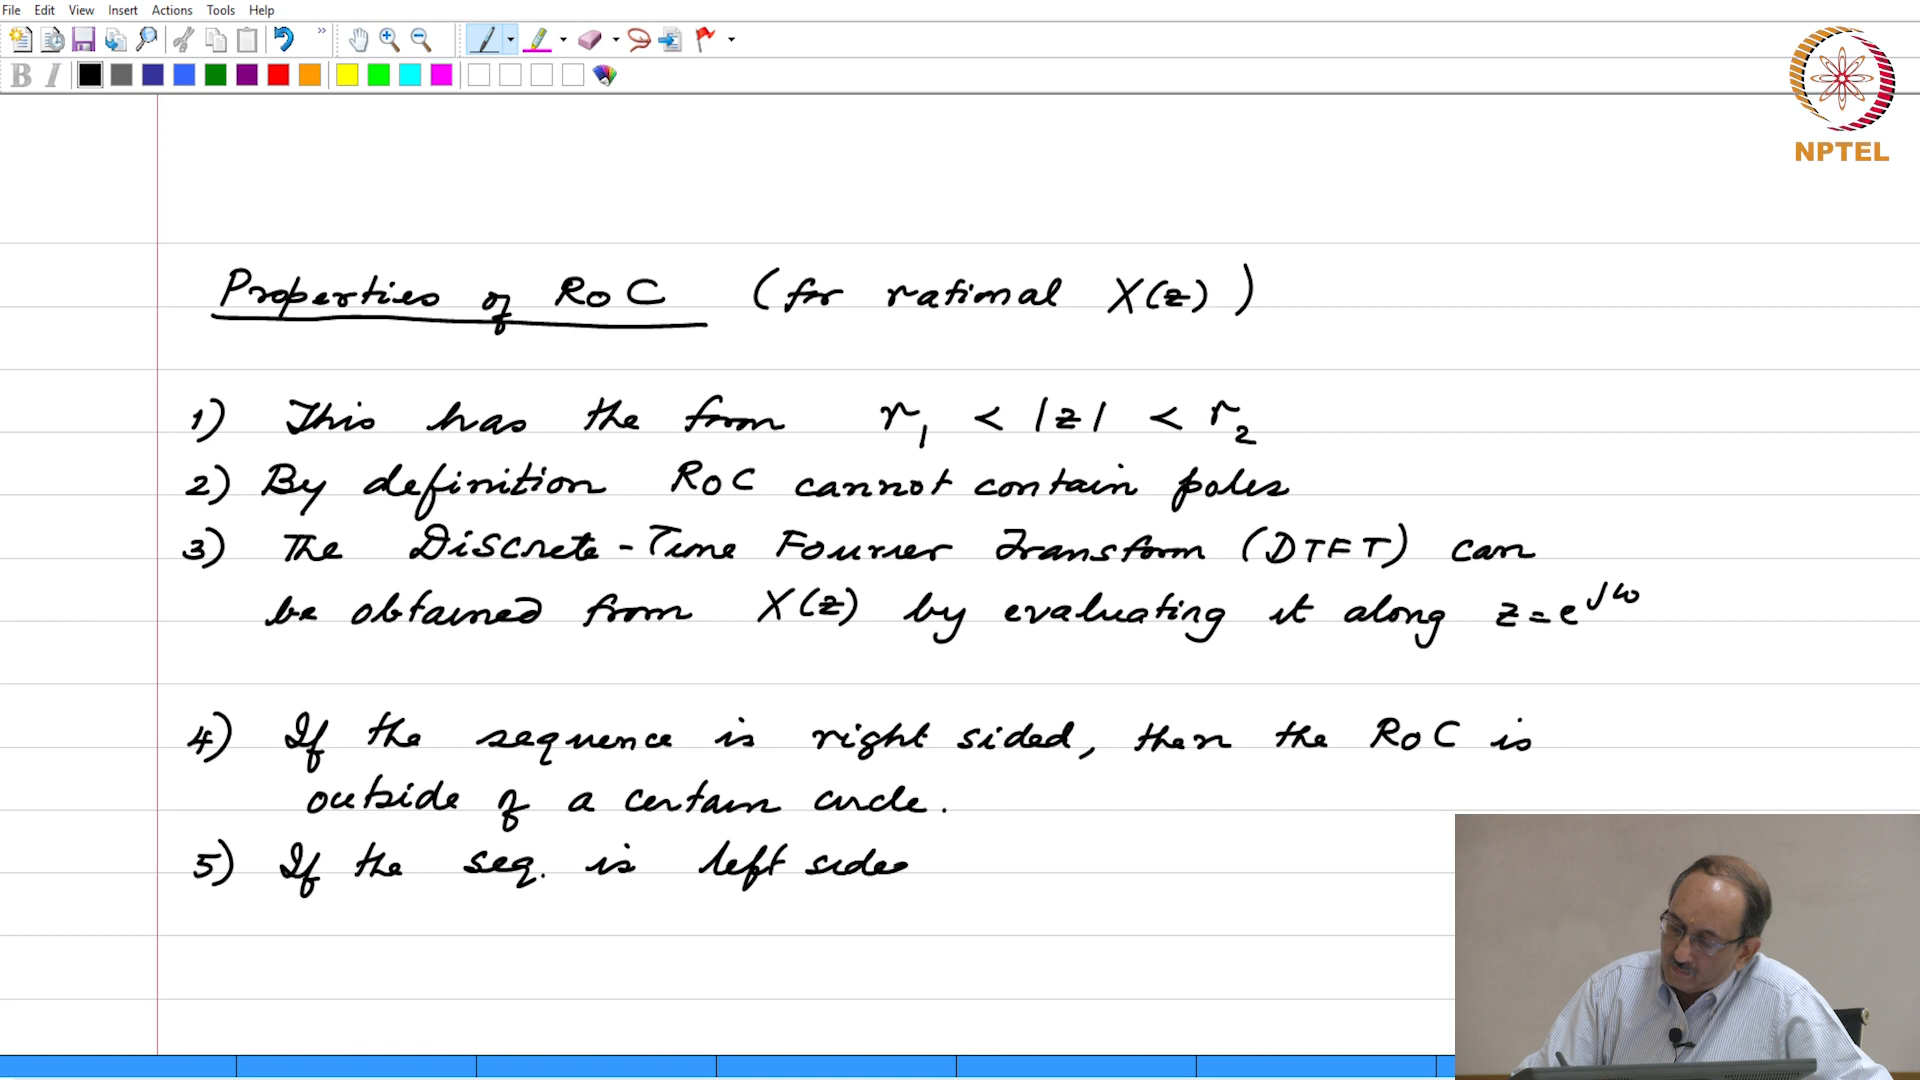 File Edit View Insert Actions Tools Help
B I
NPTEL
Properties of RoC (for rational X(z))
1) This has the form r₁ < |z| < r₂
2) By definition RoC cannot contain poles
3) The Discrete-Time Fourier Transform (DTFT) can
be obtained from X(z) by evaluating it along z = e^jω
4) If the sequence is right sided, then the RoC is
outside of a certain circle.
5) If the seq. is left side